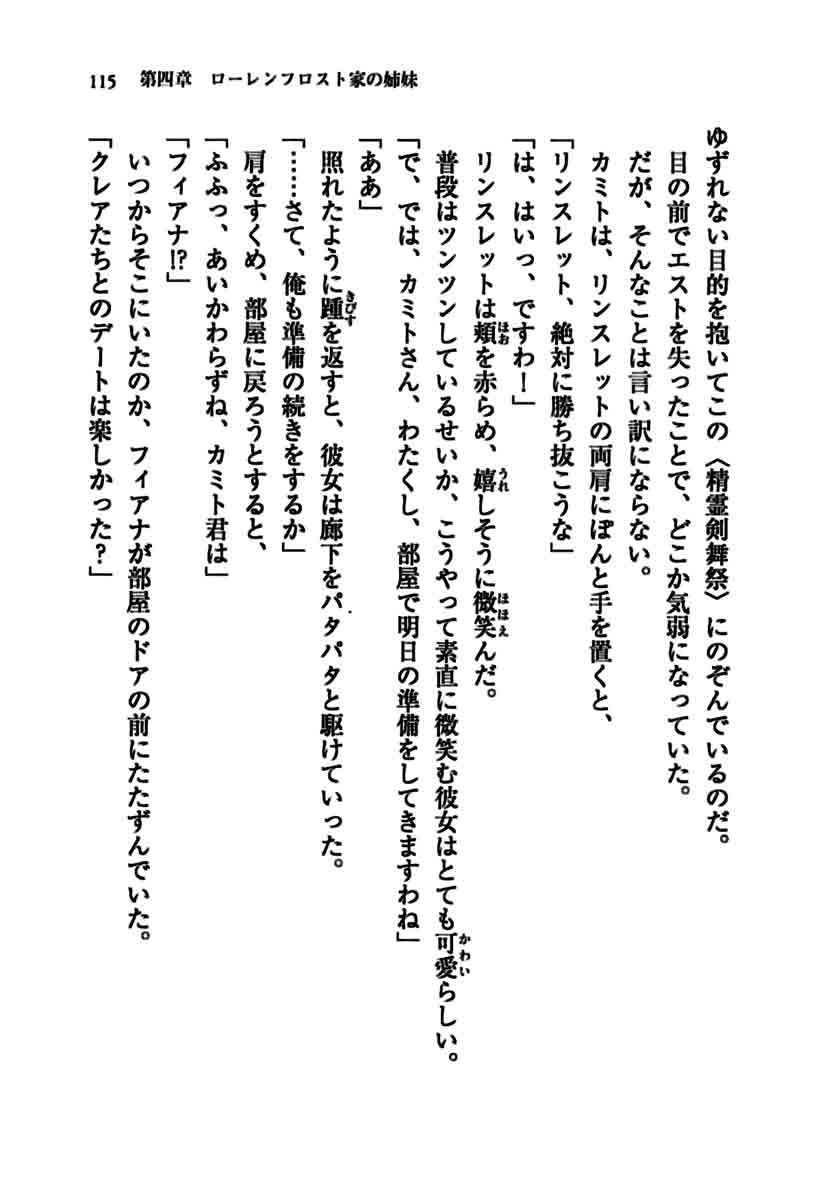 115　第四章　ローレンフロスト家の姉妹
ゆずれない目的を抱いてこの〈精霊剣舞祭〉にのぞんでいるのだ。
目の前でエストを失ったことで、どこか気弱になっていた。
だが、そんなことは言い訳にならない。
カミトは、リンスレットの両肩にぽんと手を置くと、
「リンスレット、絶対に勝ち抜こうな」
「は、はいっ、ですわ！」
リンスレットは頬を赤らめ、嬉しそうに微笑んだ。
普段はツンツンしているせいか、こうやって素直に微笑む彼女はとても可愛らしい。
「で、では、カミトさん、わたくし、部屋で明日の準備をしてきますわね」
「ああ」
照れたように踵を返すと、彼女は廊下をパタパタと駆けていった。
「……さて、俺も準備の続きをするか」
肩をすくめ、部屋に戻ろうとすると、
「ふふっ、あいかわらずね、カミト君は」
「フィアナ!?」
いつからそこにいたのか、フィアナが部屋のドアの前にたたずんでいた。
「クレアたちとのデートは楽しかった？」